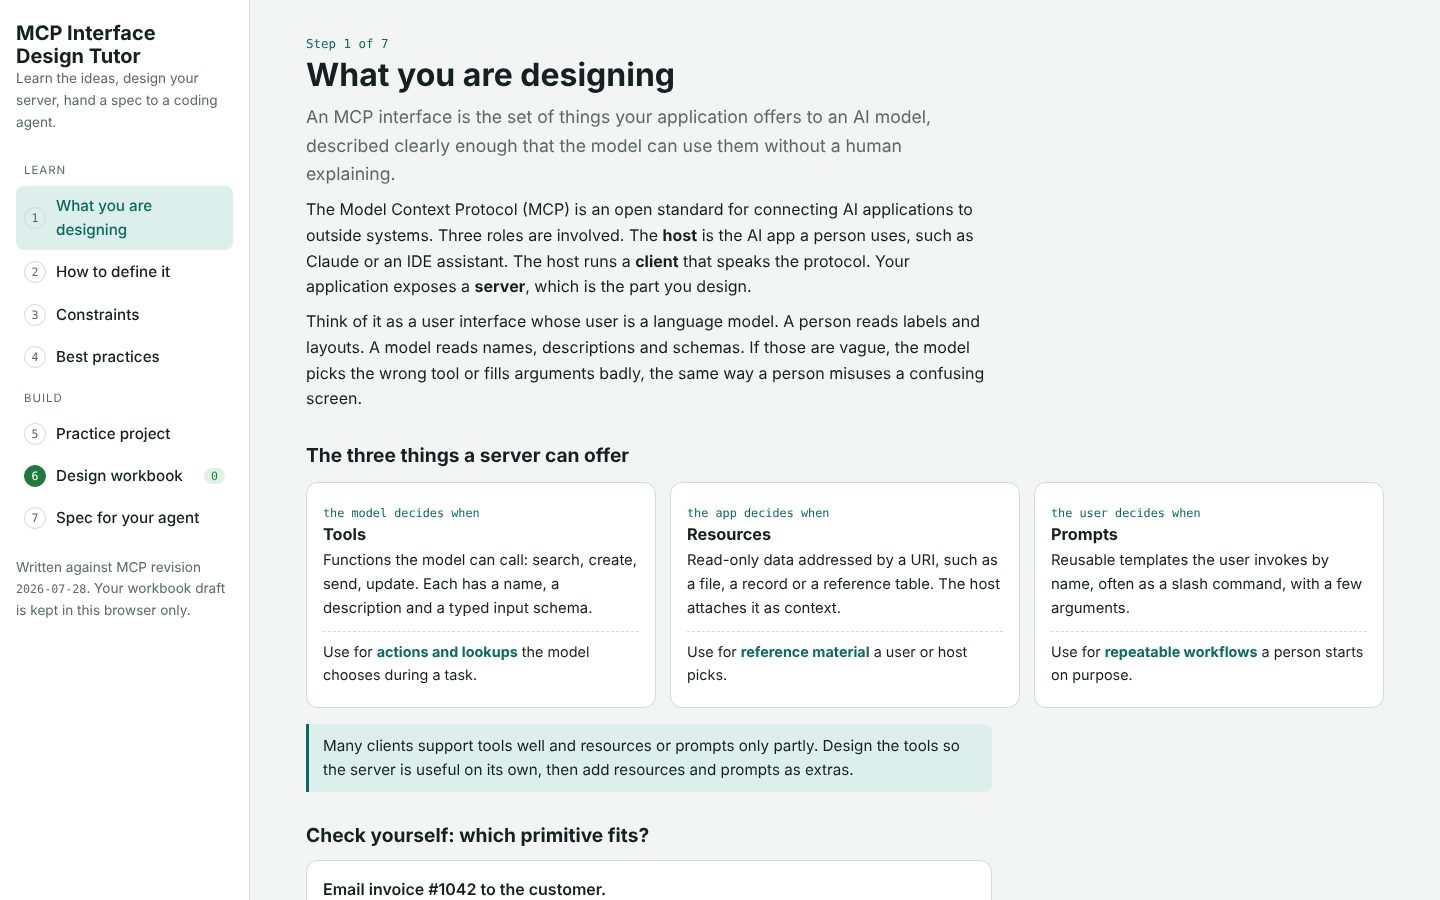 MCP Interface
Design Tutor
Learn the ideas, design your
server, hand a spec to a coding
agent.
LEARN
1 What you are
designing
2 How to define it
3 Constraints
4 Best practices
BUILD
5 Practice project
6 Design workbook 0
7 Spec for your agent
Written against MCP revision
2026-07-28. Your workbook draft
is kept in this browser only.
Step 1 of 7
What you are designing
An MCP interface is the set of things your application offers to an AI model,
described clearly enough that the model can use them without a human
explaining.
The Model Context Protocol (MCP) is an open standard for connecting AI applications to
outside systems. Three roles are involved. The host is the AI app a person uses, such as
Claude or an IDE assistant. The host runs a client that speaks the protocol. Your
application exposes a server, which is the part you design.
Think of it as a user interface whose user is a language model. A person reads labels and
layouts. A model reads names, descriptions and schemas. If those are vague, the model
picks the wrong tool or fills arguments badly, the same way a person misuses a confusing
screen.
The three things a server can offer
the model decides when
Tools
Functions the model can call: search, create,
send, update. Each has a name, a
description and a typed input schema.
Use for actions and lookups the model
chooses during a task.
the app decides when
Resources
Read-only data addressed by a URI, such as
a file, a record or a reference table. The host
attaches it as context.
Use for reference material a user or host
picks.
the user decides when
Prompts
Reusable templates the user invokes by
name, often as a slash command, with a few
arguments.
Use for repeatable workflows a person starts
on purpose.
Many clients support tools well and resources or prompts only partly. Design the tools so
the server is useful on its own, then add resources and prompts as extras.
Check yourself: which primitive fits?
Email invoice #1042 to the customer.